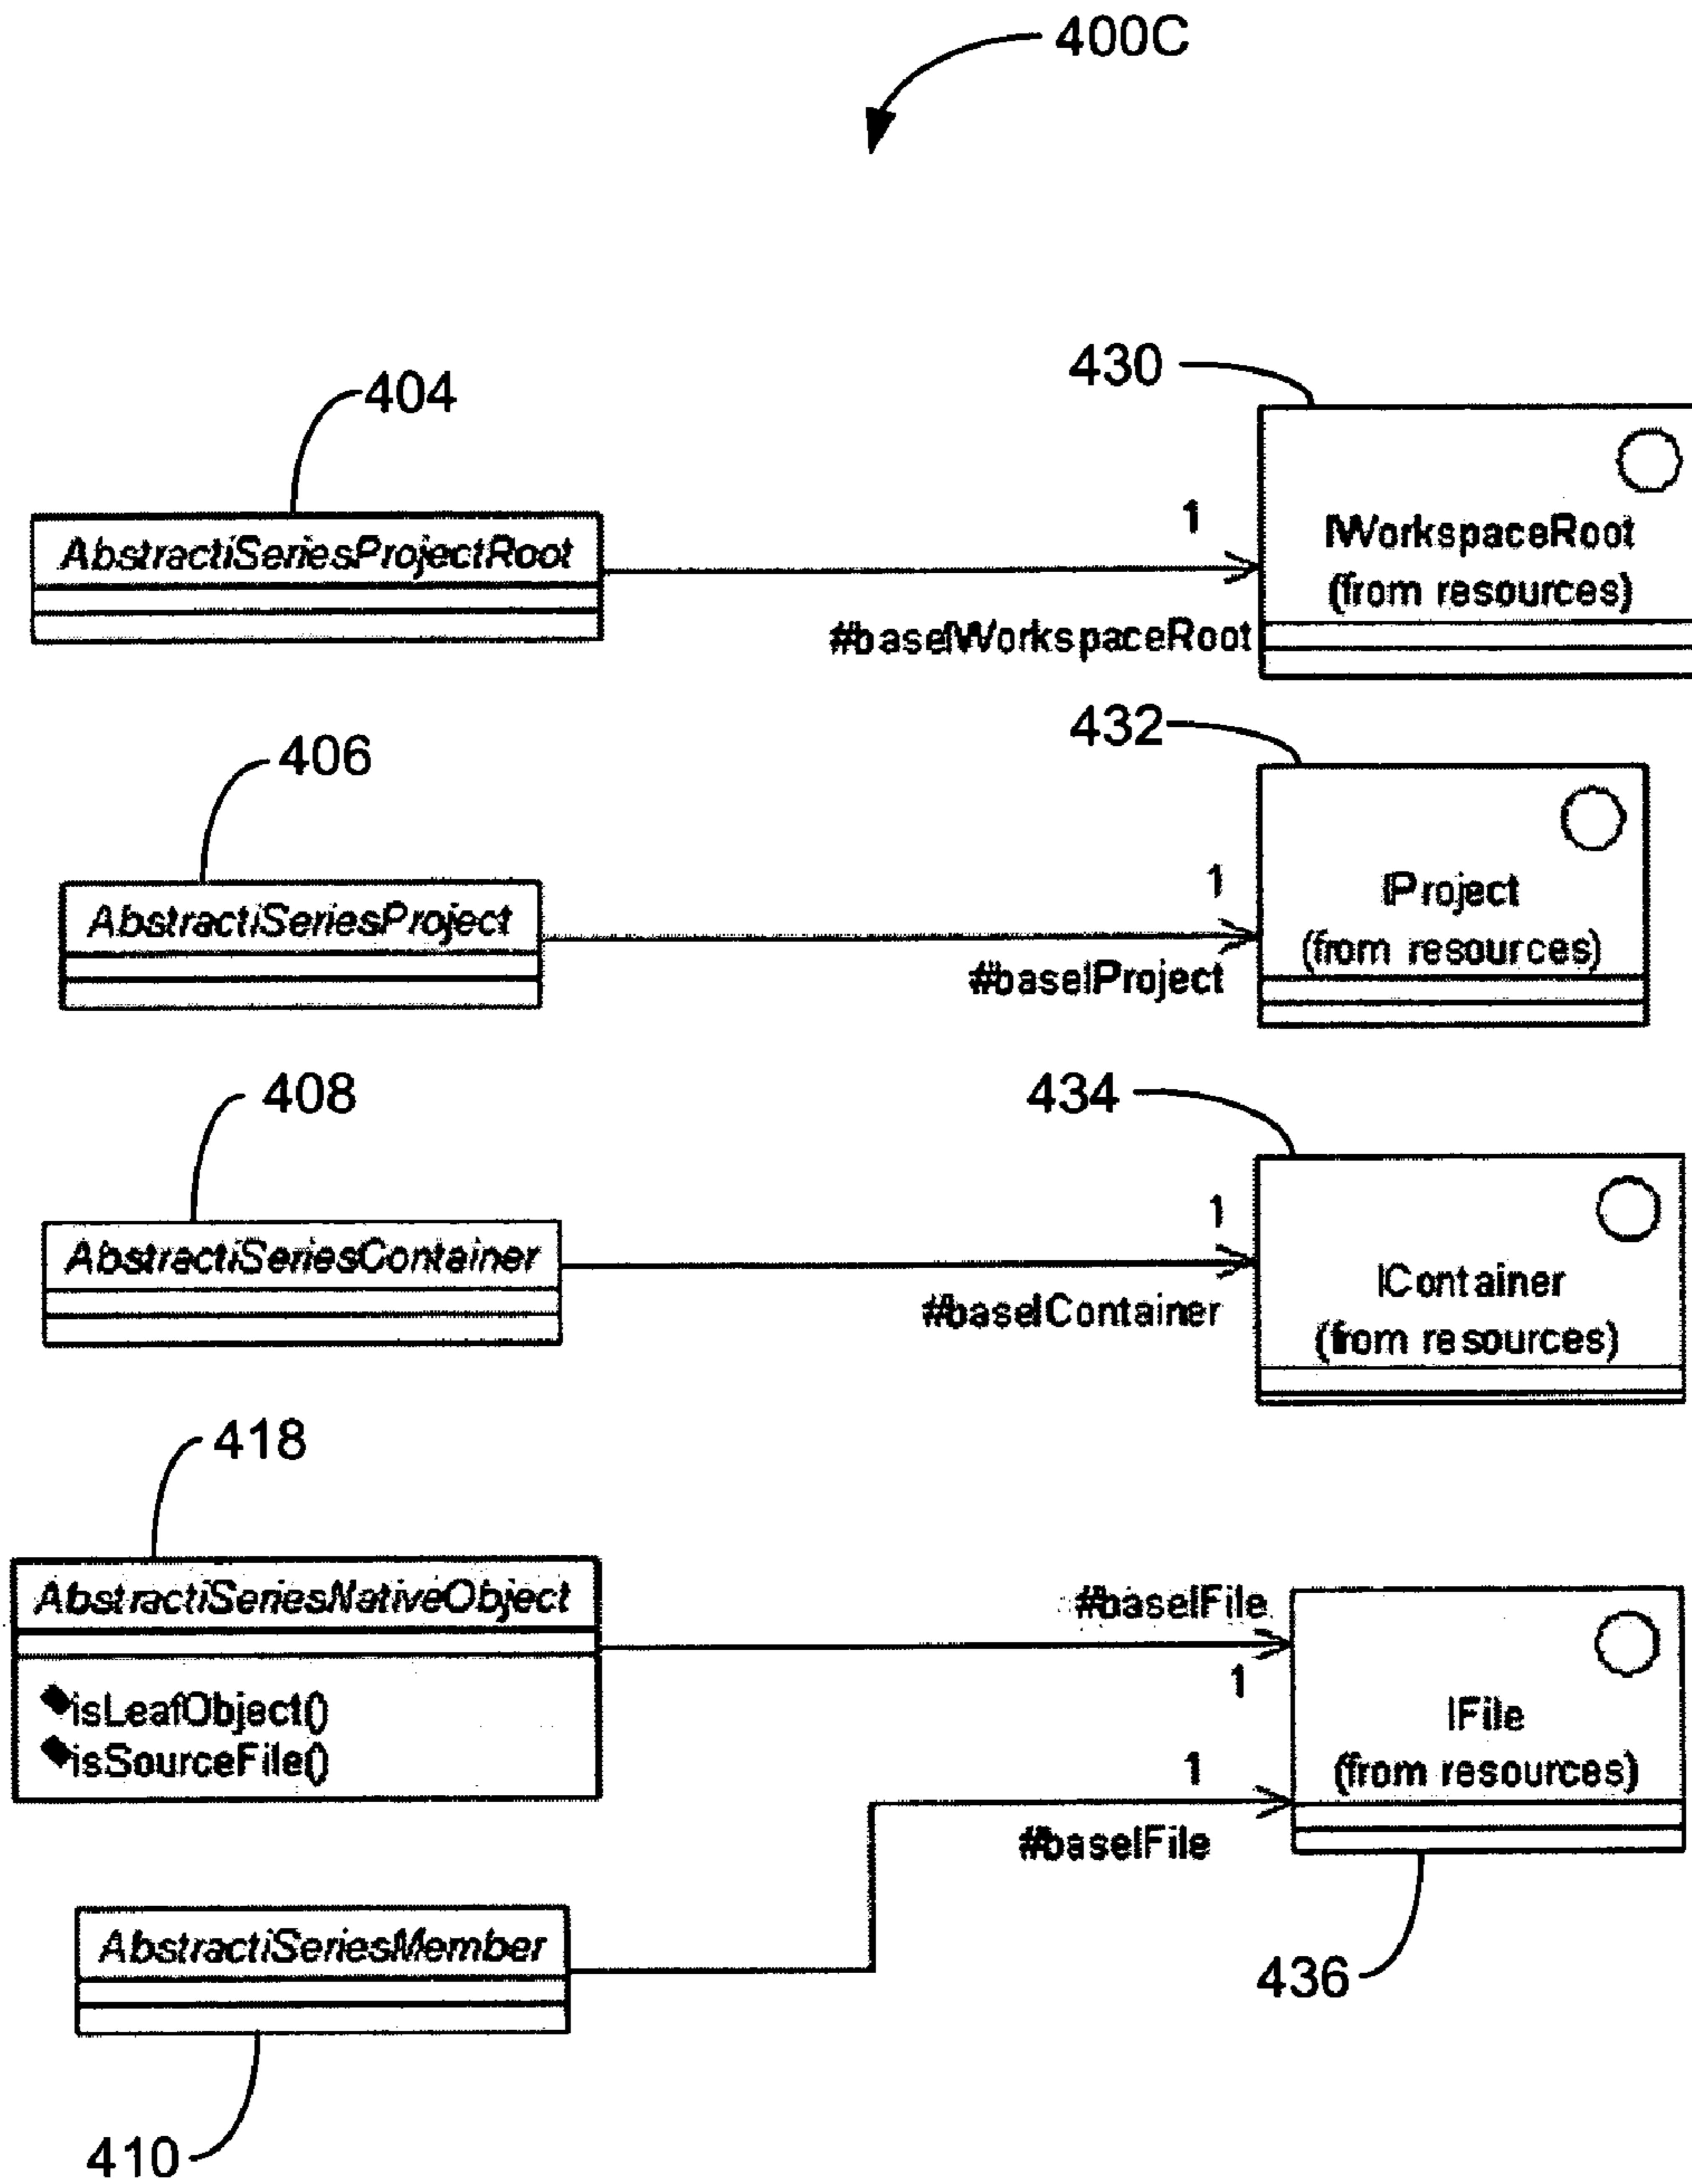 400C
430
404
1
IWorkspaceRoot
AbstractiSeriesProjectRoot
(from resources)
#baseIWorkspaceRoot
432
406
1
IProject
AbstractiSeriesProject
(from resources)
#baseIProject
408
434
1
AbstractiSeriesContainer
IContainer
#baseIContainer
(from resources)
418
AbstractiSeriesNativeObject
#baseIFile
1
isLeafObject()
IFile
isSourceFile()
1
(from resources)
#baseIFile
AbstractiSeriesMember
436
410